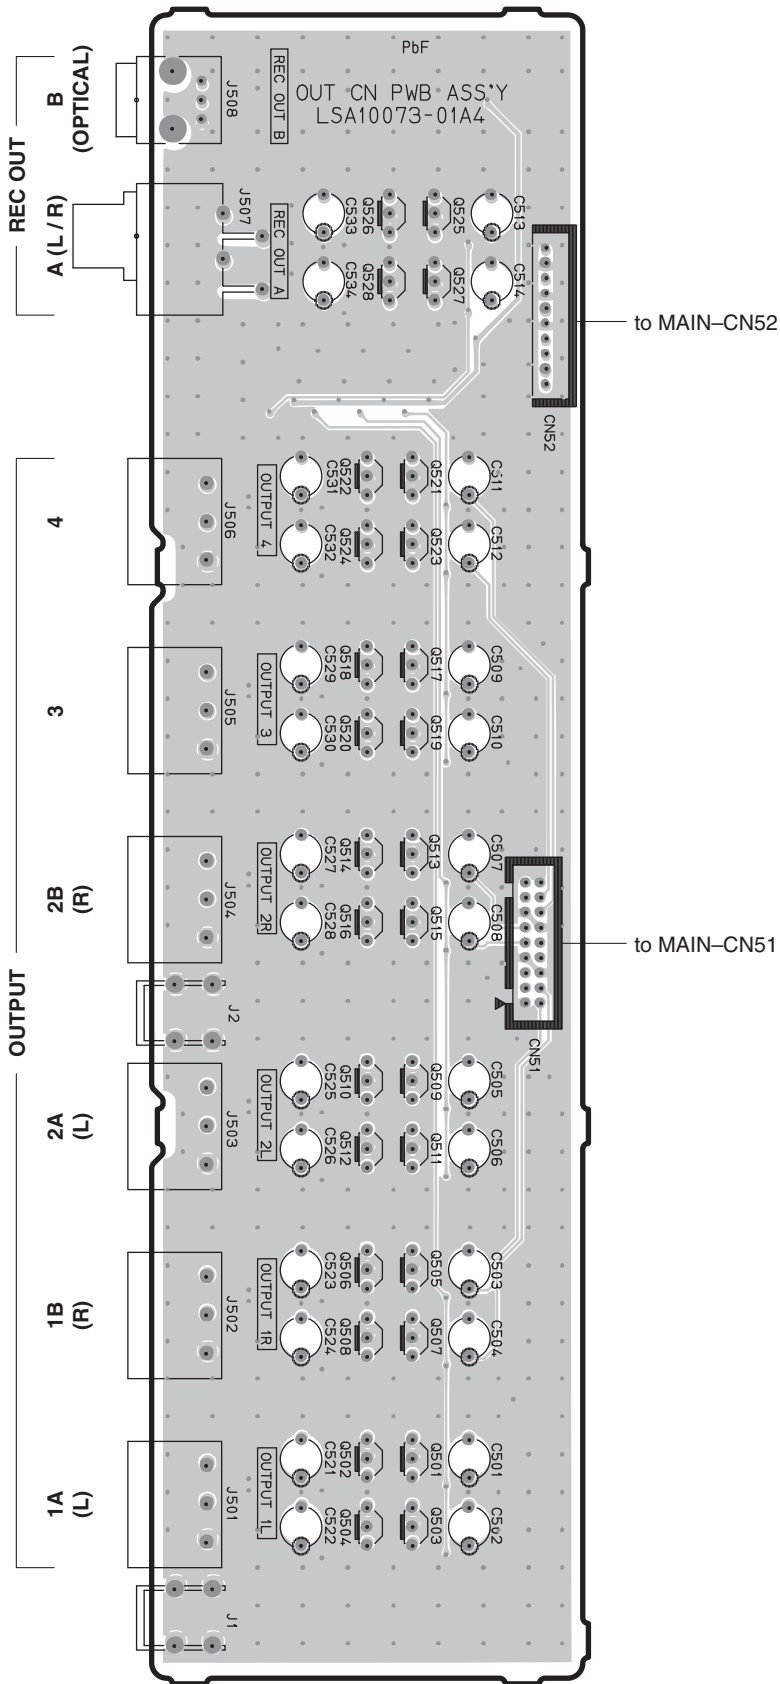 PbF
OUT CN PWB ASS'Y
LSA10073-01A4
REC OUT
B
(OPTICAL)
J508
REC OUT B
A (L / R)
J507
REC OUT A
C533
Q526
Q525
C513
C534
Q528
Q527
C514
to MAIN–CN52
CN52
OUTPUT
4
J506
OUTPUT 4
C531
Q522
Q521
C511
C532
Q524
Q523
C512
3
J505
OUTPUT 3
C529
Q518
Q517
C509
C530
Q520
Q519
C510
2B
(R)
J504
OUTPUT 2R
C527
Q514
Q513
C507
C528
Q516
Q515
C508
to MAIN–CN51
CN51
J2
2A
(L)
J503
OUTPUT 2L
C525
Q510
Q509
C505
C526
Q512
Q511
C506
1B
(R)
J502
OUTPUT 1R
C523
Q506
Q505
C503
C524
Q508
Q507
C504
1A
(L)
J501
OUTPUT 1L
C521
Q502
Q501
C501
C522
Q504
Q503
C502
J1